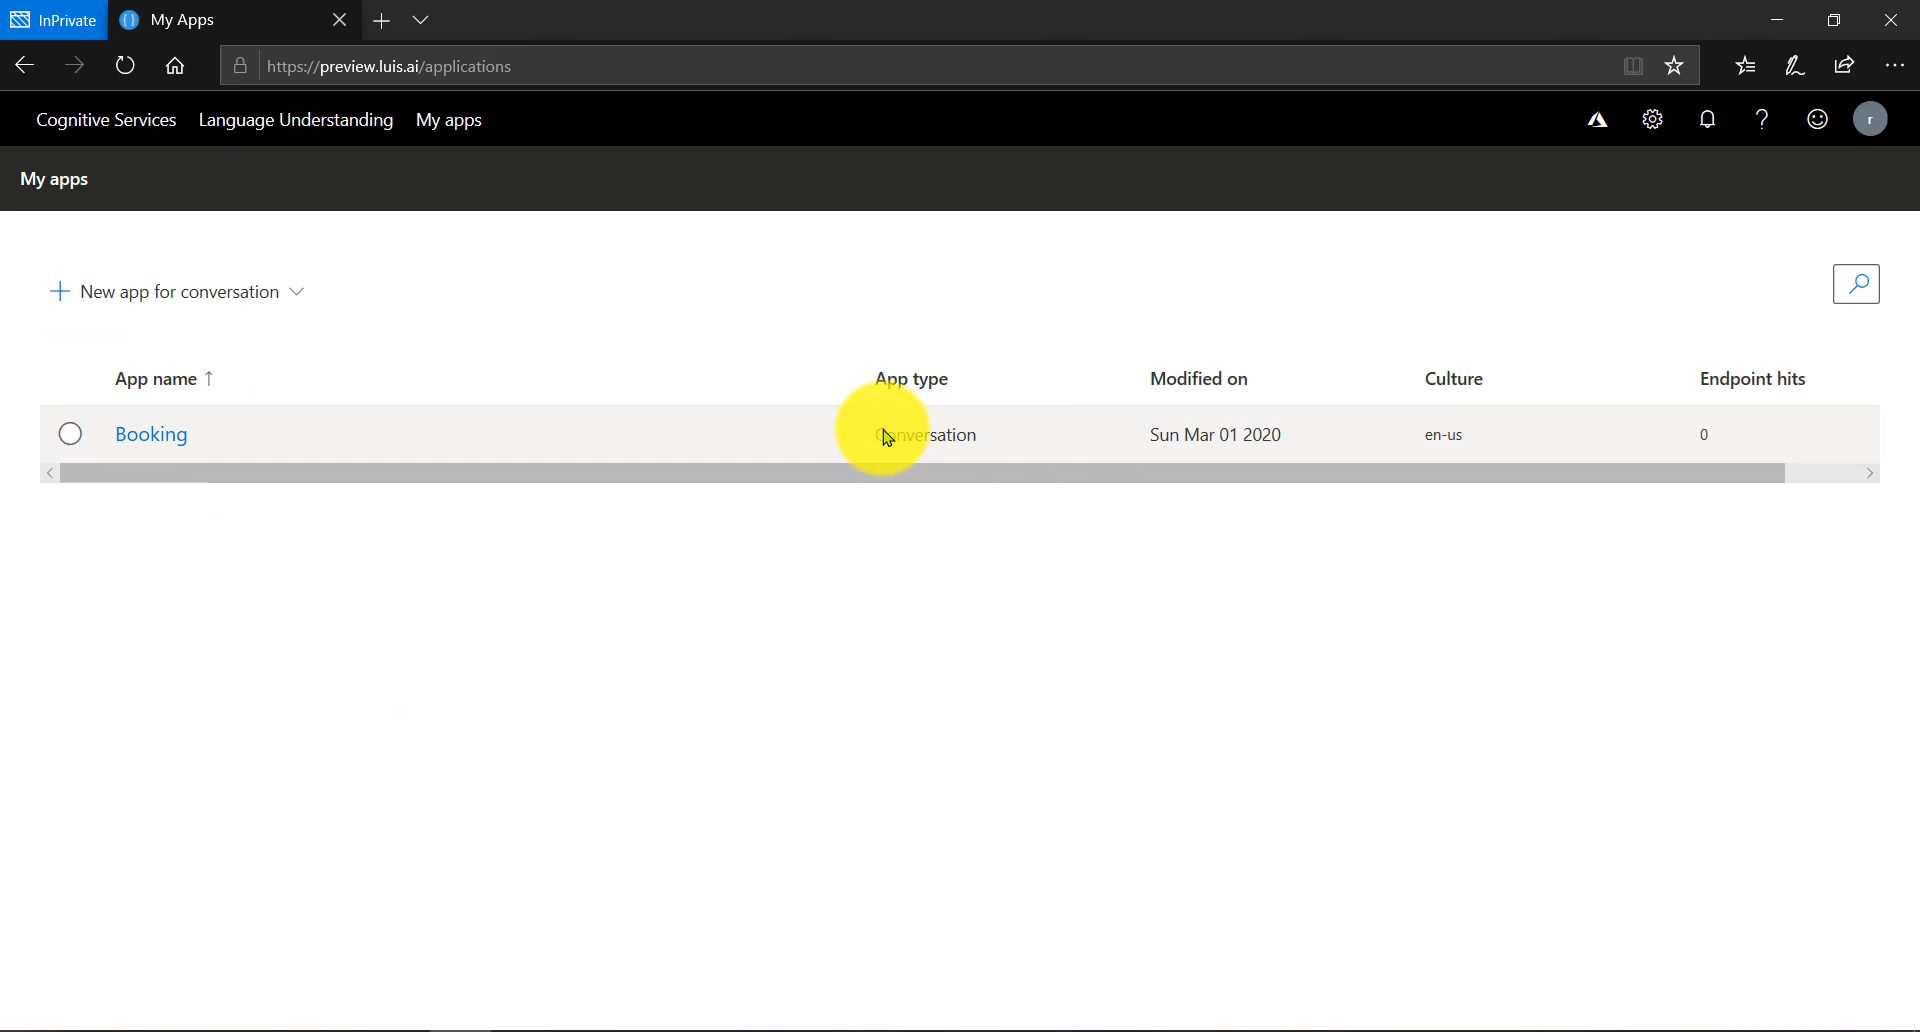 InPrivate My Apps
https://preview.luis.ai/applications
Cognitive Services Language Understanding My apps r
My apps
New app for conversation
App name App type Modified on Culture Endpoint hits
Booking Conversation Sun Mar 01 2020 en-us 0